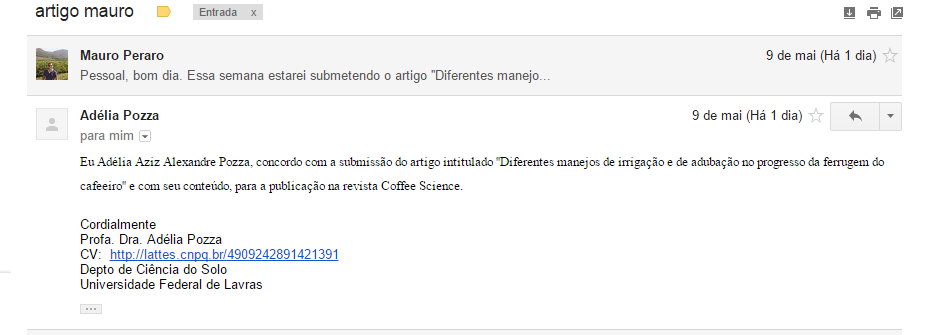 artigo mauro
Entrada x
Mauro Peraro
9 de mai (Há 1 dia)
Pessoal, bom dia. Essa semana estarei submetendo o artigo "Diferentes manejo...
Adélia Pozza
9 de mai (Há 1 dia)
para mim
Eu Adélia Aziz Alexandre Pozza, concordo com a submissão do artigo intitulado "Diferentes manejos de irrigação e de adubação no progresso da ferrugem do
cafeeiro" e com seu conteúdo, para a publicação na revista Coffee Science.
Cordialmente
Profa. Dra. Adélia Pozza
CV: http://lattes.cnpq.br/4909242891421391
Depto de Ciência do Solo
Universidade Federal de Lavras